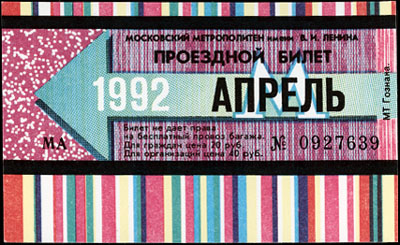 МОСКОВСКИЙ МЕТРОПОЛИТЕН имени В. И. ЛЕНИНА
ПРОЕЗДНОЙ БИЛЕТ
М
1992 АПРЕЛЬ
Билет не дает права
на бесплатный провоз багажа.
Для граждан цена 20 руб.
Для организаций цена 40 руб.
МА
№ 0927639
МТ Гознака.